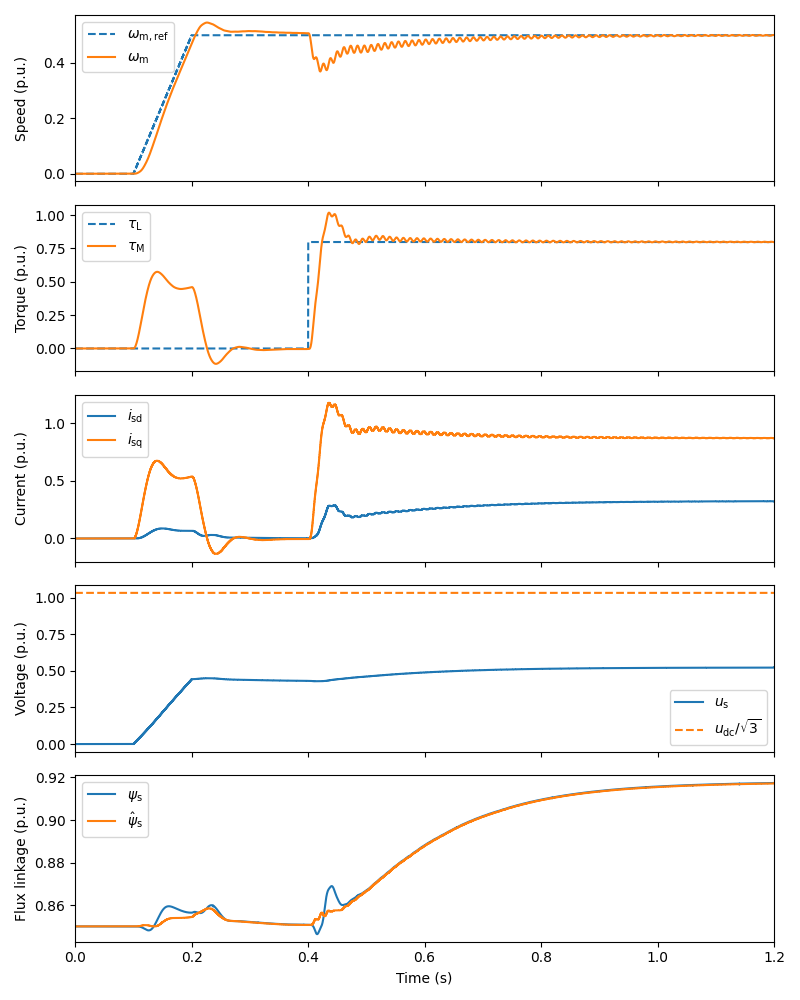 ω_m,ref
ω_m
Speed (p.u.)
0.4
0.2
0.0
τ_L
τ_M
Torque (p.u.)
1.00
0.75
0.50
0.25
0.00
i_sd
i_sq
Current (p.u.)
1.0
0.5
0.0
Voltage (p.u.)
1.00
0.75
0.50
0.25
0.00
u_s
u_dc/√3
ψ_s
ψ̂_s
Flux linkage (p.u.)
0.92
0.90
0.88
0.86
0.0 0.2 0.4 0.6 0.8 1.0 1.2
Time (s)